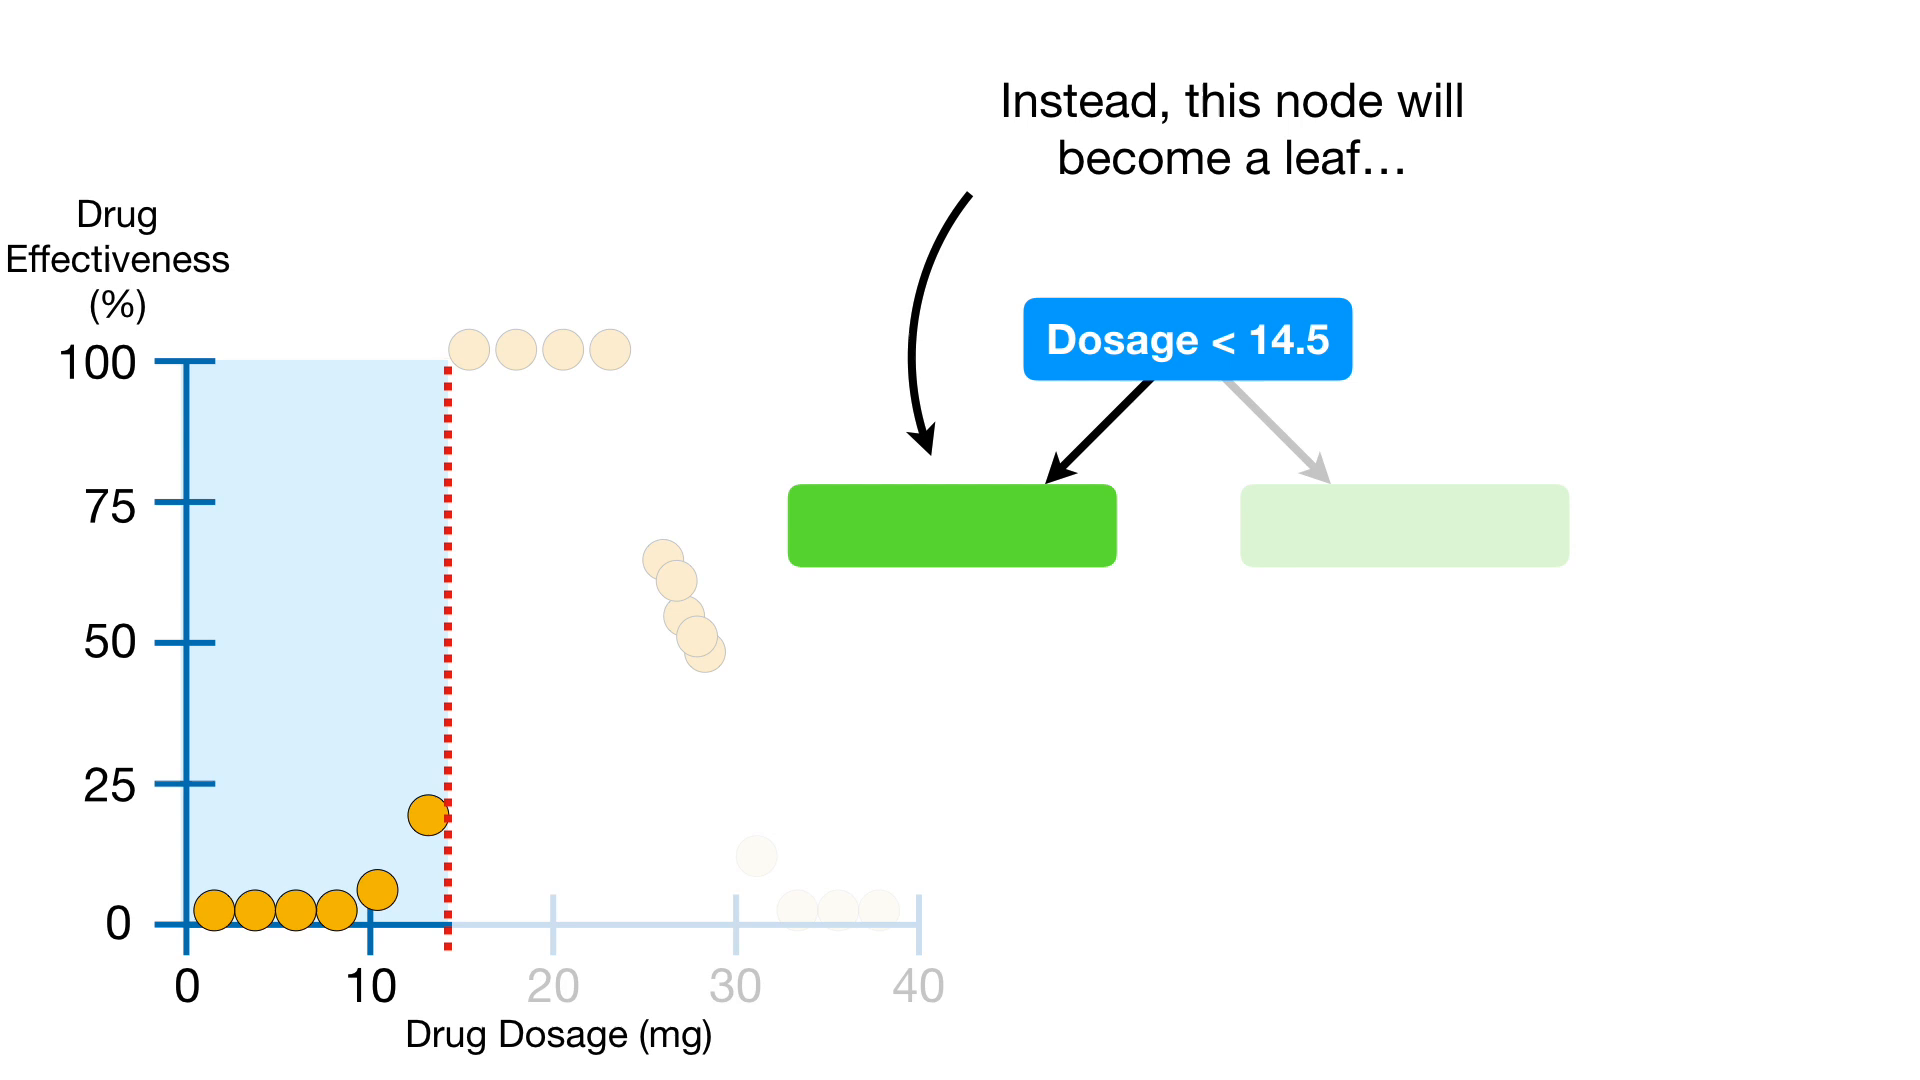 Instead, this node will
become a leaf…
Drug
Effectiveness
(%)
Dosage < 14.5
100
75
50
25
0
0 10 20 30 40
Drug Dosage (mg)